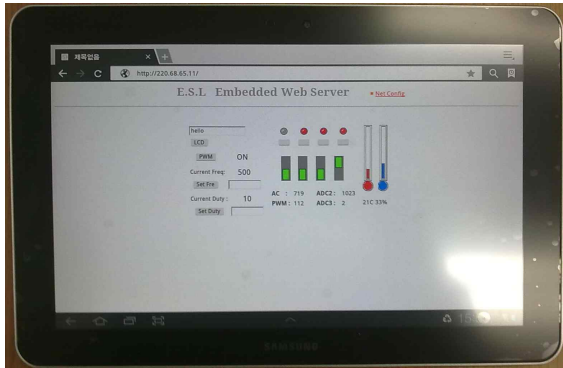 제목없음 × +
http://220.68.65.11/
E.S.L Embedded Web Server • Net Config
hello
LCD
PWM ON
Current Freq: 500
Set Fre
Current Duty : 10
Set Duty
AC : 719 ADC2 : 1023
PWM : 112 ADC3 : 2
21C 33%
SAMSUNG